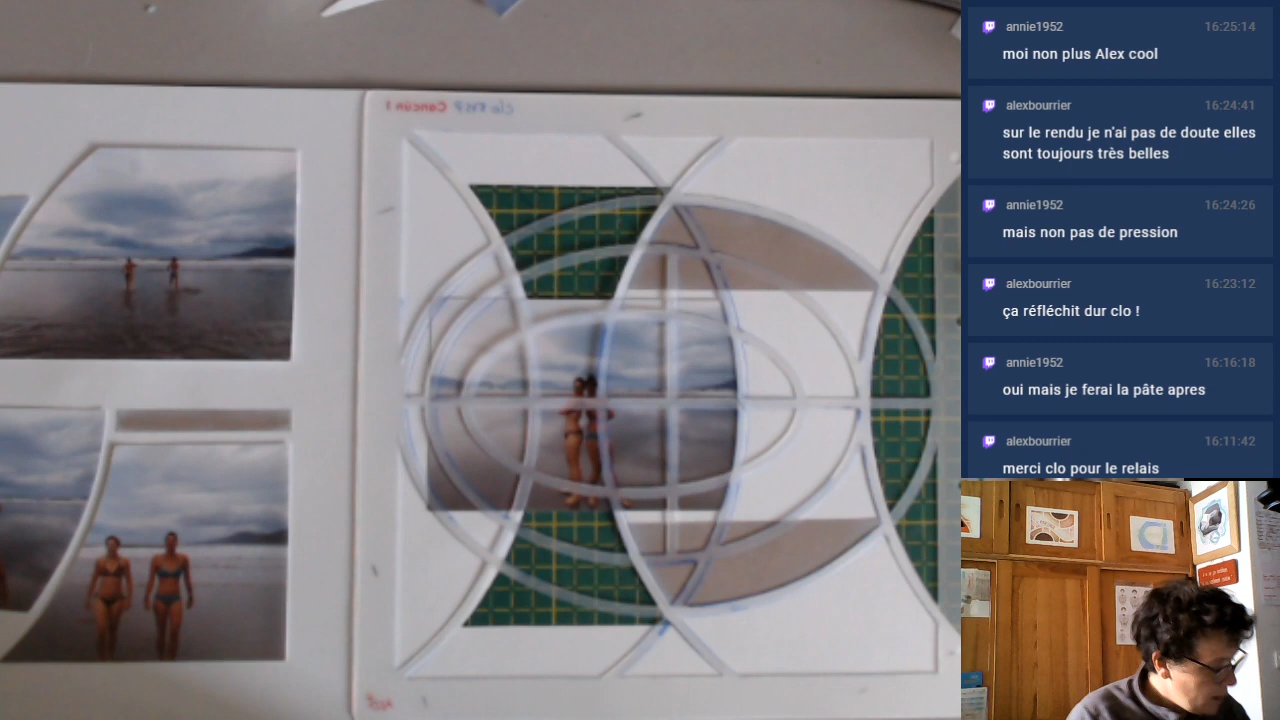 annie1952 16:25:14
moi non plus Alex cool
alexbourrier 16:24:41
sur le rendu je n'ai pas de doute elles
sont toujours très belles
annie1952 16:24:26
mais non pas de pression
alexbourrier 16:23:12
ça réfléchit dur clo !
annie1952 16:16:18
oui mais je ferai la pâte apres
alexbourrier 16:11:42
merci clo pour le relais
Cancún 1